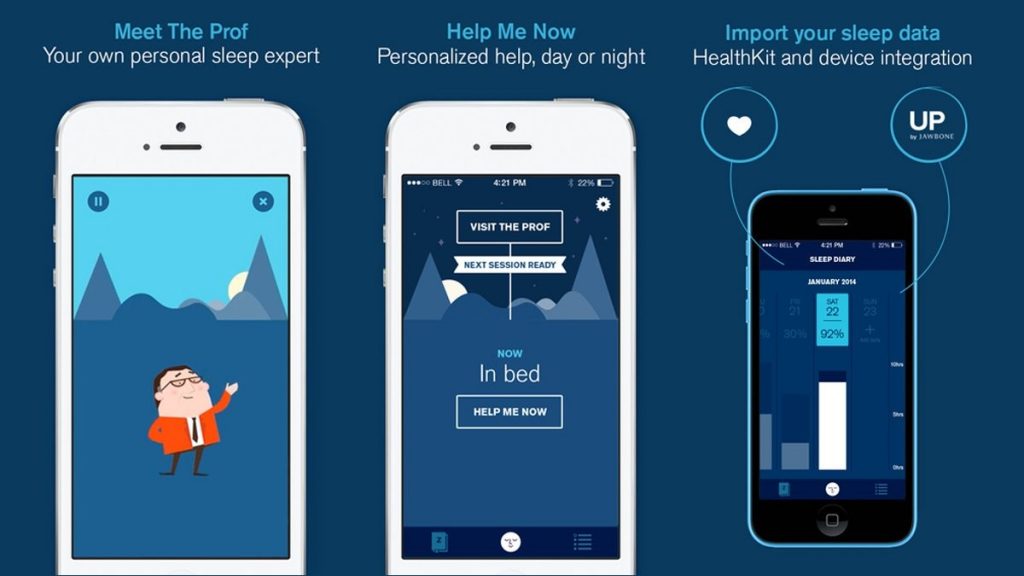 Meet The Prof
Your own personal sleep expert
Help Me Now
Personalized help, day or night
BELL 4:21 PM 22%
VISIT THE PROF
NEXT SESSION READY
NOW
In bed
HELP ME NOW
Z
Import your sleep data
HealthKit and device integration
UP
by JAWBONE
BELL 4:21 PM 22%
SLEEP DIARY
JANUARY 2014
FRI
21
30%
SAT
22
92%
SUN
23
+
10hrs
5hrs
0hrs